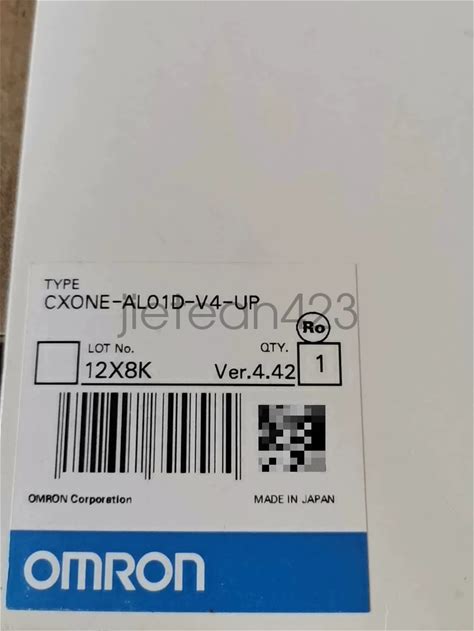 TYPE
CXONE-AL01D-V4-UP
jietean423
Ro
LOT No. QTY.
12X8K Ver.4.42 1
OMRON Corporation MADE IN JAPAN
OMRON